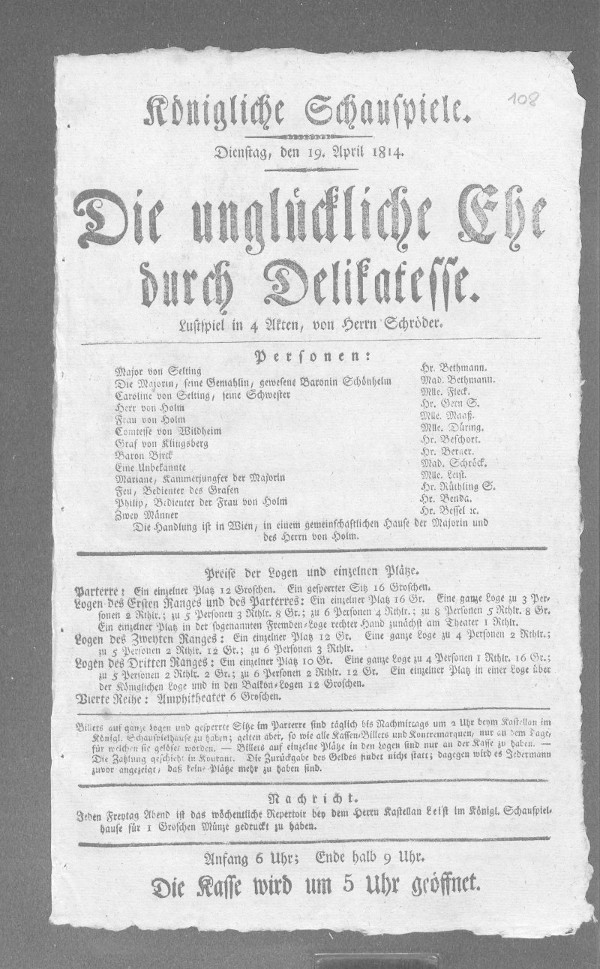 108
Königliche Schauspiele.
Dienstag, den 19. April 1814.
Die unglückliche Ehe
durch Delikatesse.
Lustspiel in 4 Akten, von Herrn Schröder.
Personen:
Major von Selting Hr. Bethmann.
Die Majorin, seine Gemahlin, gewesene Baronin Schönhelm Mad. Bethmann.
Caroline von Selting, seine Schwester Mlle. Fleck.
Herr von Holm Hr. Gern S.
Frau von Holm Mlle. Maaß.
Comtesse von Wildheim Mlle. Düring.
Graf von Klingsberg Hr. Beschort.
Baron Birck Hr. Berger.
Eine Unbekannte Mad. Schröck.
Mariane, Kammerjungfer der Majorin Mlle. Leist.
Feu, Bedienter des Grafen Hr. Rüthling S.
Philip, Bedienter der Frau von Holm Hr. Benda.
Zwey Männer Hr. Bessel ꝛc.
Die Handlung ist in Wien, in einem gemeinschaftlichen Hause der Majorin und
des Herrn von Holm.
Preise der Logen und einzelnen Plätze.
Parterre: Ein einzelner Platz 12 Groschen. Ein gesperrter Sitz 16 Groschen.
Logen des Ersten Ranges und des Parterres: Ein einzelner Platz 16 Gr. Eine ganze Loge zu 3 Per-
sonen 2 Rthlr.; zu 5 Personen 3 Rthlr. 8 Gr.; zu 6 Personen 4 Rthlr.; zu 8 Personen 5 Rthlr. 8 Gr.
Ein einzelner Platz in der sogenannten Fremden-Loge rechter Hand zunächst am Theater 1 Rthlr.
Logen des Zweyten Ranges: Ein einzelner Platz 12 Gr. Eine ganze Loge zu 4 Personen 2 Rthlr.;
zu 5 Personen 2 Rthlr. 12 Gr.; zu 6 Personen 3 Rthlr.
Logen des Dritten Ranges: Ein einzelner Platz 10 Gr. Eine ganze Loge zu 4 Personen 1 Rthlr. 16 Gr.;
zu 5 Personen 2 Rthlr. 2 Gr.; zu 6 Personen 2 Rthlr. 12 Gr. Ein einzelner Platz in einer Loge über
der Königlichen Loge und in den Balkon-Logen 12 Groschen.
Vierte Reihe: Amphitheater 6 Groschen.
Billets auf ganze Logen und gesperrte Sitze im Parterre sind täglich bis Nachmittags um 2 Uhr beym Kastellan im
Königl. Schauspielhause zu haben; gelten aber, so wie alle Kassen-Billets und Kontremarquen, nur an dem Tage,
für welchen sie gelöset worden. — Billets auf einzelne Plätze in den Logen sind nur an der Kasse zu haben. —
Die Zahlung geschieht in Kourant. Die Zurückgabe des Geldes findet nicht statt; dagegen wird es Jedermann
zuvor angezeigt, daß keine Plätze mehr zu haben sind.
Nachricht.
Jeden Freytag Abend ist das wöchentliche Repertoir bey dem Herrn Kastellan Leist im Königl. Schauspiel-
hause für 1 Groschen Münze gedruckt zu haben.
Anfang 6 Uhr; Ende halb 9 Uhr.
Die Kasse wird um 5 Uhr geöffnet.